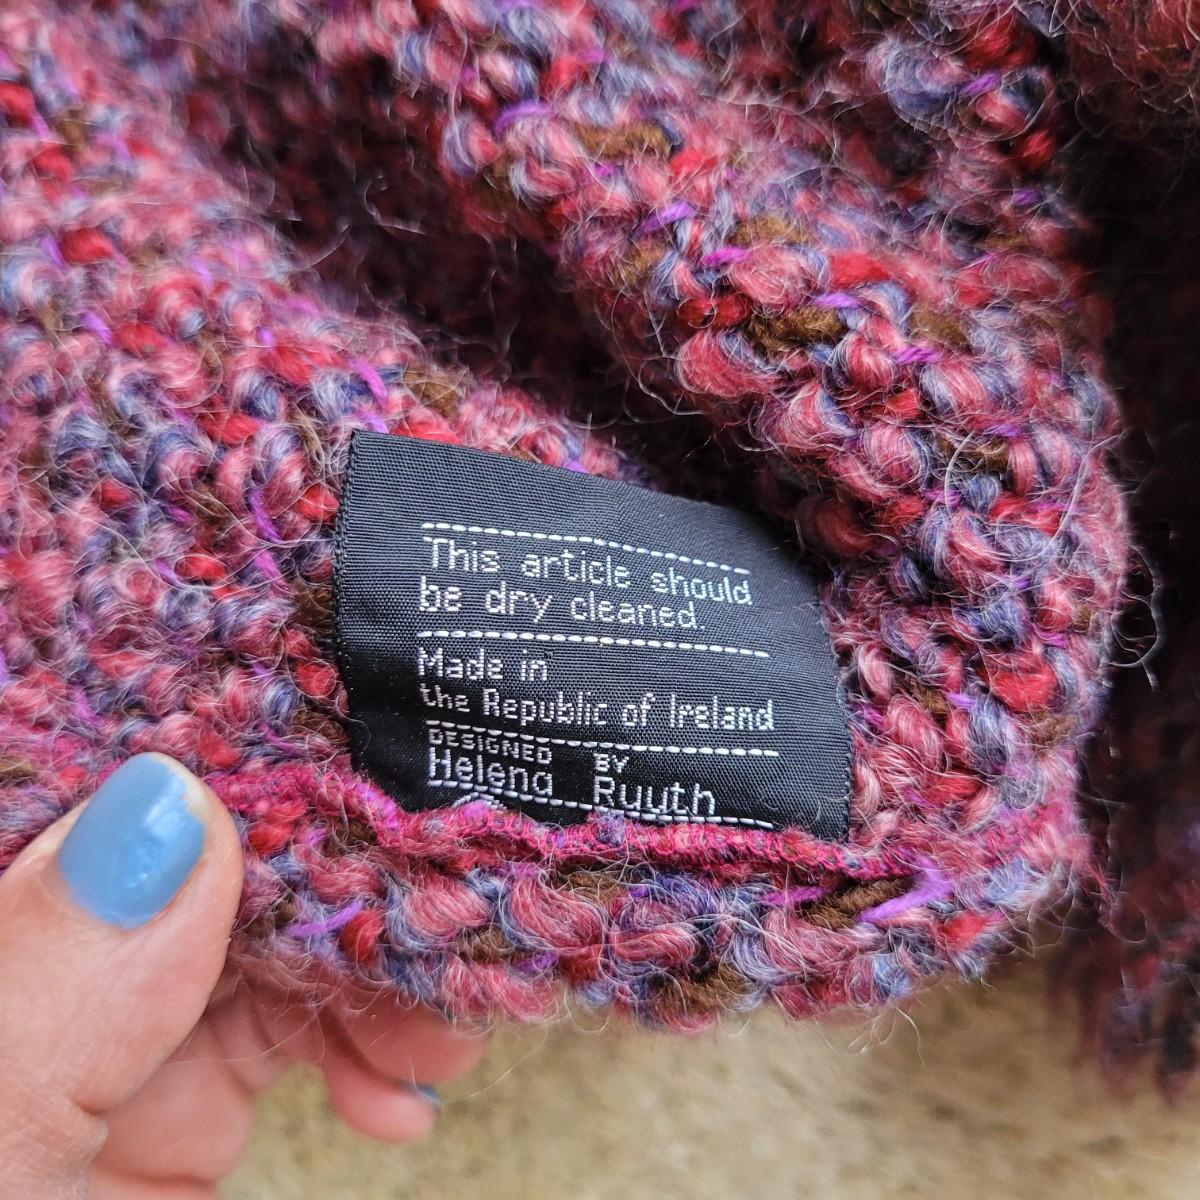 This article should
be dry cleaned.
Made in
the Republic of Ireland
DESIGNED BY
Helena Ruuth